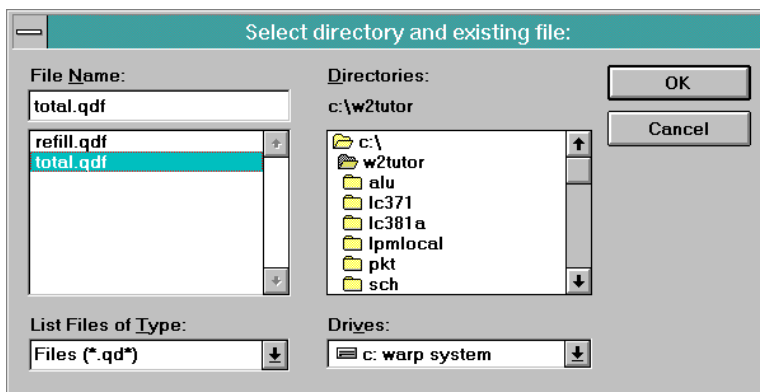 Select directory and existing file:
File Name:
total.qdf
refill.qdf
total.qdf
List Files of Type:
Files (*.qd*)
Directories:
c:\w2tutor
c:\
w2tutor
alu
lc371
lc381a
lpmlocal
pkt
sch
Drives:
c: warp system
OK
Cancel